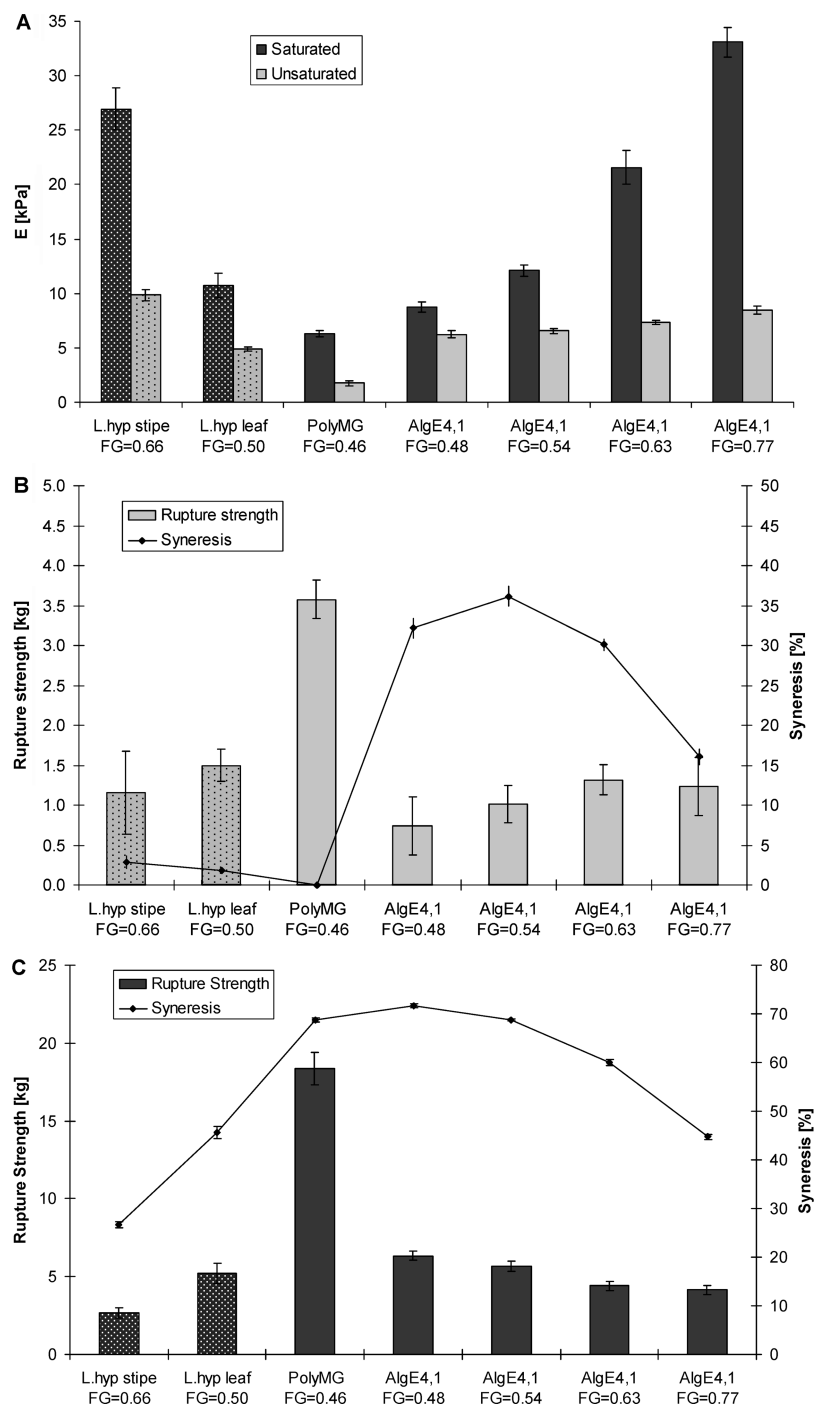 A
Saturated
Unsaturated
E [kPa]
35
30
25
20
15
10
5
0
L.hyp stipe FG=0.66
L.hyp leaf FG=0.50
PolyMG FG=0.46
AlgE4,1 FG=0.48
AlgE4,1 FG=0.54
AlgE4,1 FG=0.63
AlgE4,1 FG=0.77
B
Rupture strength
Syneresis
Rupture strength [kg]
5.0
4.5
4.0
3.5
3.0
2.5
2.0
1.5
1.0
0.5
0.0
Syneresis [%]
50
45
40
35
30
25
20
15
10
5
0
L.hyp stipe FG=0.66
L.hyp leaf FG=0.50
PolyMG FG=0.46
AlgE4,1 FG=0.48
AlgE4,1 FG=0.54
AlgE4,1 FG=0.63
AlgE4,1 FG=0.77
C
Rupture Strength
Syneresis
Rupture Strength [kg]
25
20
15
10
5
0
Syneresis [%]
80
70
60
50
40
30
20
10
0
L.hyp stipe FG=0.66
L.hyp leaf FG=0.50
PolyMG FG=0.46
AlgE4,1 FG=0.48
AlgE4,1 FG=0.54
AlgE4,1 FG=0.63
AlgE4,1 FG=0.77